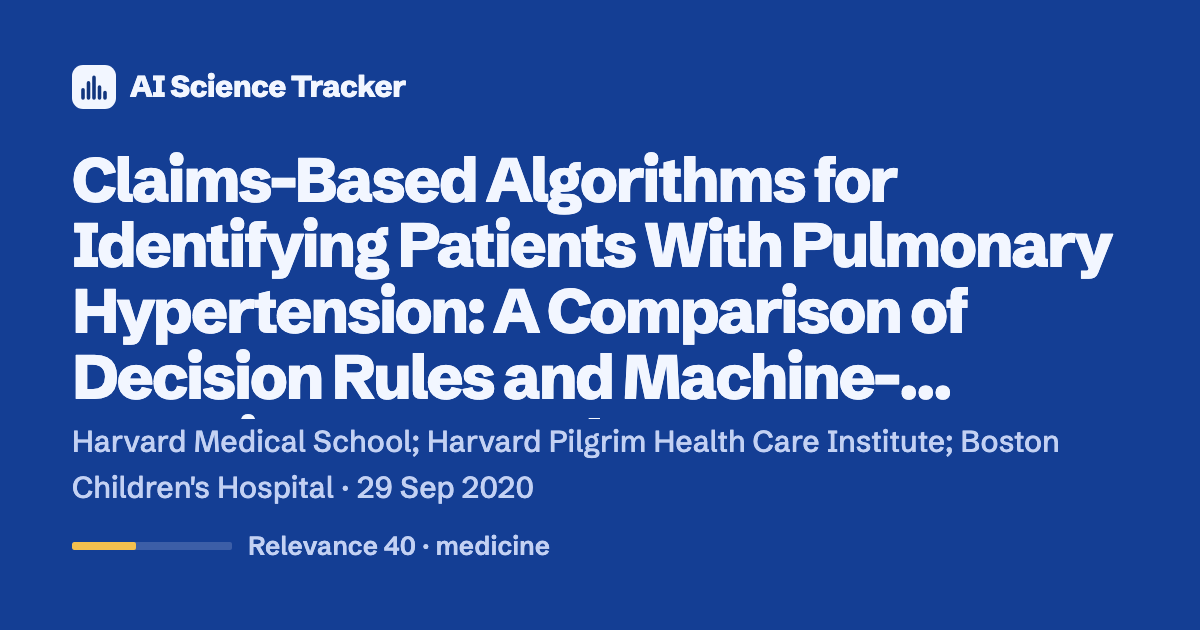 AI Science Tracker
Claims-Based Algorithms for
Identifying Patients With Pulmonary
Hypertension: A Comparison of
Decision Rules and Machine-...
Harvard Medical School; Harvard Pilgrim Health Care Institute; Boston
Children's Hospital · 29 Sep 2020
Relevance 40 · medicine